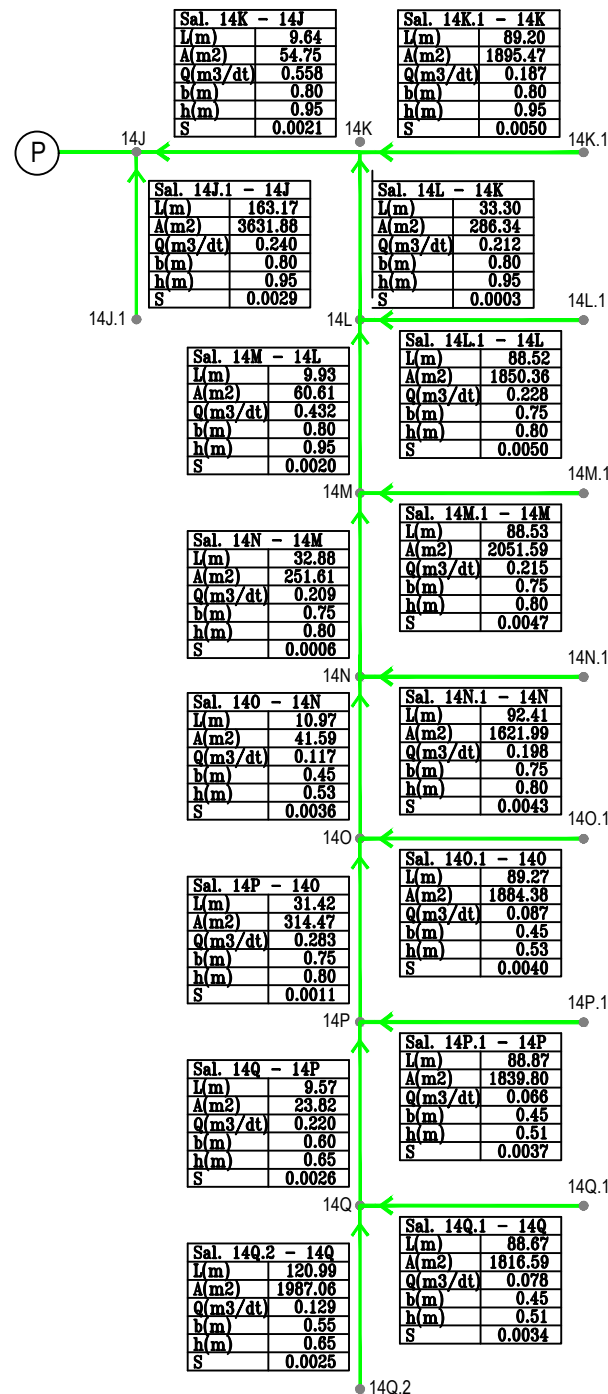 Sal. 14K - 14J
L(m) 9.64
A(m2) 54.75
Q(m3/dt) 0.558
b(m) 0.80
h(m) 0.95
S 0.0021
Sal. 14K.1 - 14K
L(m) 89.20
A(m2) 1895.47
Q(m3/dt) 0.187
b(m) 0.80
h(m) 0.95
S 0.0050
P
14J
14K
14K.1
Sal. 14J.1 - 14J
L(m) 163.17
A(m2) 3631.88
Q(m3/dt) 0.240
b(m) 0.80
h(m) 0.95
S 0.0029
Sal. 14L - 14K
L(m) 33.30
A(m2) 286.34
Q(m3/dt) 0.212
b(m) 0.80
h(m) 0.95
S 0.0003
14J.1
14L
14L.1
Sal. 14M - 14L
L(m) 9.93
A(m2) 60.61
Q(m3/dt) 0.432
b(m) 0.80
h(m) 0.95
S 0.0020
Sal. 14L.1 - 14L
L(m) 88.52
A(m2) 1850.36
Q(m3/dt) 0.228
b(m) 0.75
h(m) 0.80
S 0.0050
14M
14M.1
Sal. 14N - 14M
L(m) 32.88
A(m2) 251.61
Q(m3/dt) 0.209
b(m) 0.75
h(m) 0.80
S 0.0006
Sal. 14M.1 - 14M
L(m) 88.53
A(m2) 2051.59
Q(m3/dt) 0.215
b(m) 0.75
h(m) 0.80
S 0.0047
14N
14N.1
Sal. 14O - 14N
L(m) 10.97
A(m2) 41.59
Q(m3/dt) 0.117
b(m) 0.45
h(m) 0.53
S 0.0036
Sal. 14N.1 - 14N
L(m) 92.41
A(m2) 1621.99
Q(m3/dt) 0.198
b(m) 0.75
h(m) 0.80
S 0.0043
14O
14O.1
Sal. 14P - 14O
L(m) 31.42
A(m2) 314.47
Q(m3/dt) 0.283
b(m) 0.75
h(m) 0.80
S 0.0011
Sal. 14O.1 - 14O
L(m) 89.27
A(m2) 1884.38
Q(m3/dt) 0.087
b(m) 0.45
h(m) 0.53
S 0.0040
14P
14P.1
Sal. 14Q - 14P
L(m) 9.57
A(m2) 23.82
Q(m3/dt) 0.220
b(m) 0.60
h(m) 0.65
S 0.0026
Sal. 14P.1 - 14P
L(m) 88.87
A(m2) 1839.80
Q(m3/dt) 0.066
b(m) 0.45
h(m) 0.51
S 0.0037
14Q
14Q.1
Sal. 14Q.2 - 14Q
L(m) 120.99
A(m2) 1987.06
Q(m3/dt) 0.129
b(m) 0.55
h(m) 0.65
S 0.0025
Sal. 14Q.1 - 14Q
L(m) 88.67
A(m2) 1816.59
Q(m3/dt) 0.078
b(m) 0.45
h(m) 0.51
S 0.0034
14Q.2